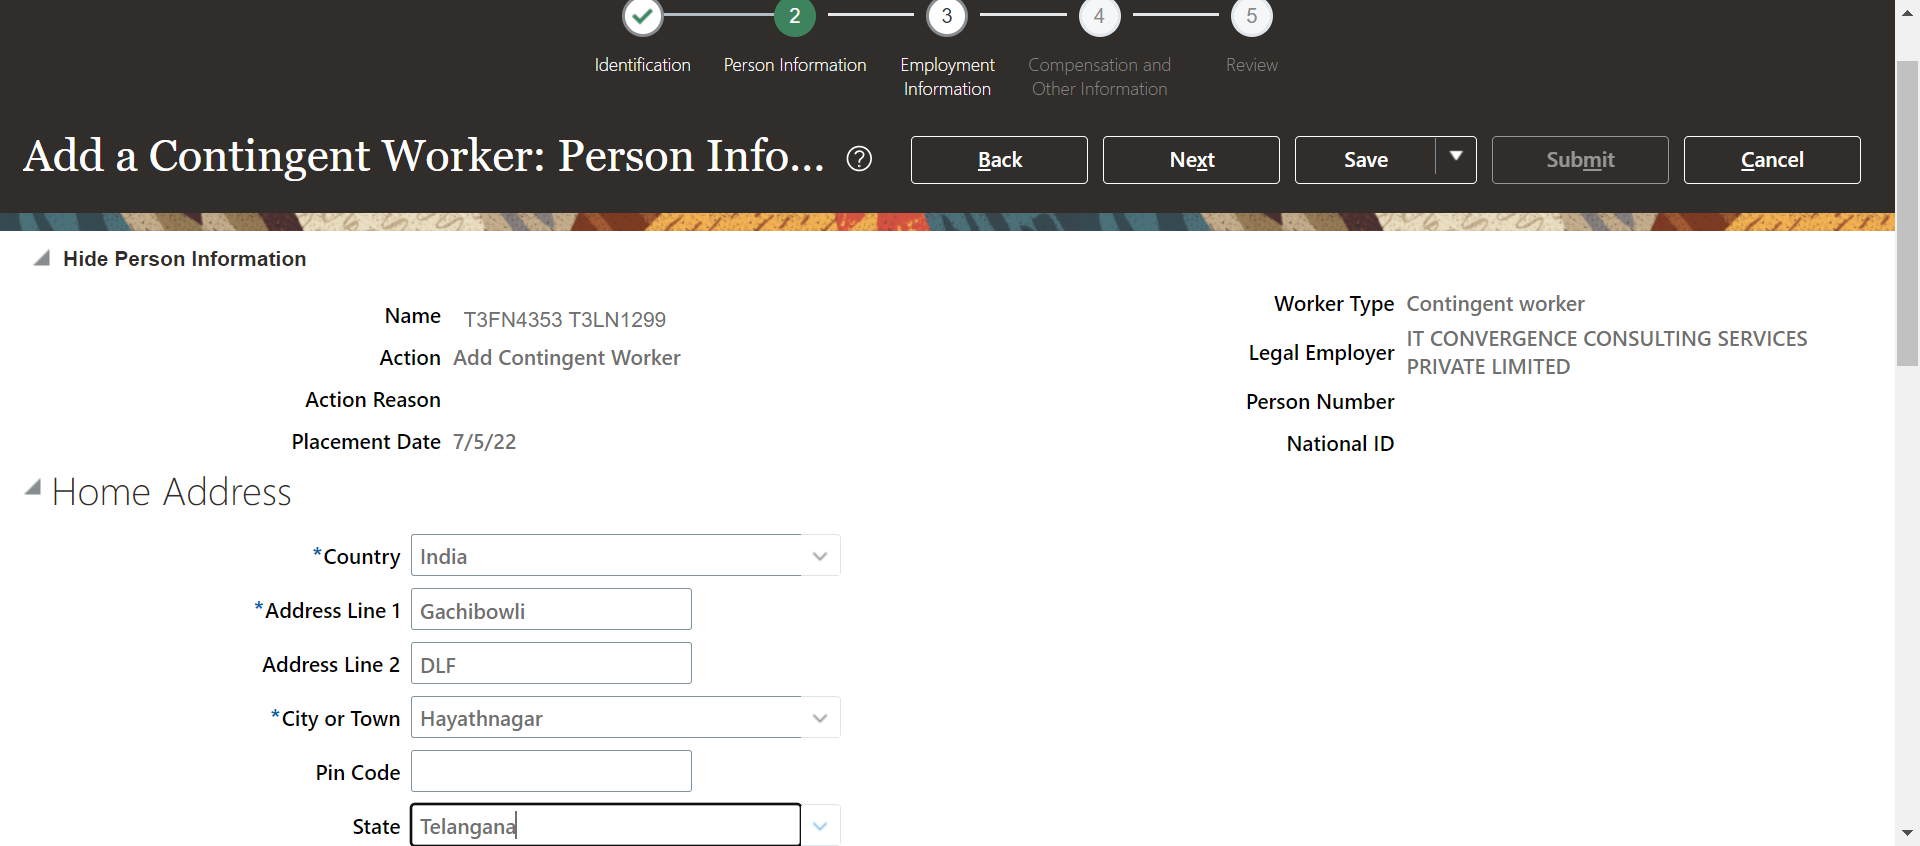 2 3 4 5
Identification Person Information Employment Information Compensation and Other Information Review
Add a Contingent Worker: Person Info... ? Back Next Save Submit Cancel
Hide Person Information
Name T3FN4353 T3LN1299
Action Add Contingent Worker
Action Reason
Placement Date 7/5/22
Worker Type Contingent worker
Legal Employer IT CONVERGENCE CONSULTING SERVICES
PRIVATE LIMITED
Person Number
National ID
Home Address
*Country India
*Address Line 1 Gachibowli
Address Line 2 DLF
*City or Town Hayathnagar
Pin Code
State Telangana